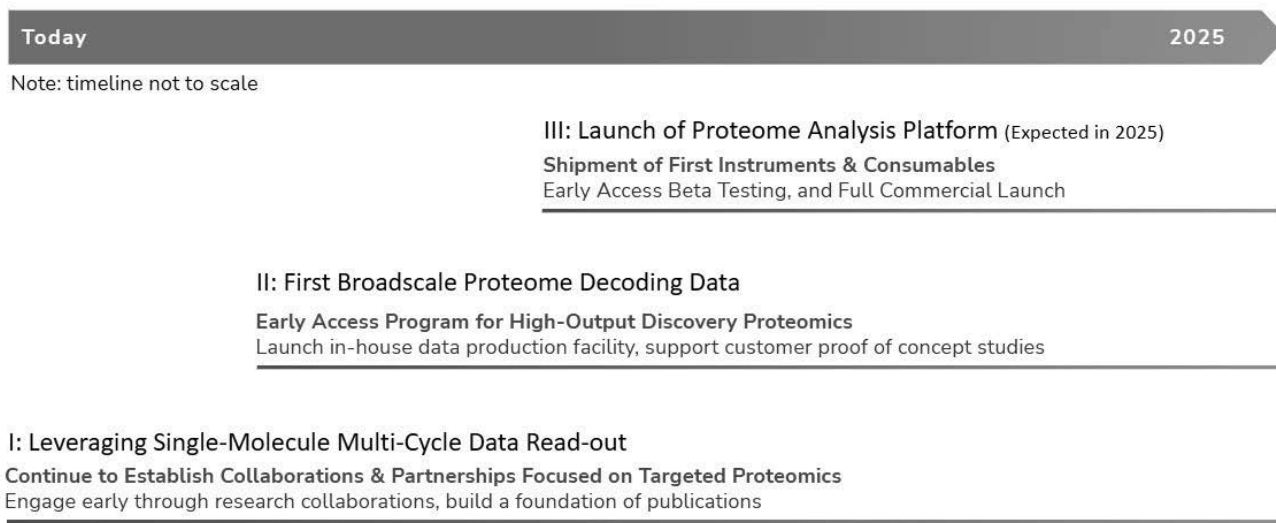 Today 2025
Note: timeline not to scale
III: Launch of Proteome Analysis Platform (Expected in 2025)
Shipment of First Instruments & Consumables
Early Access Beta Testing, and Full Commercial Launch
II: First Broadscale Proteome Decoding Data
Early Access Program for High-Output Discovery Proteomics
Launch in-house data production facility, support customer proof of concept studies
I: Leveraging Single-Molecule Multi-Cycle Data Read-out
Continue to Establish Collaborations & Partnerships Focused on Targeted Proteomics
Engage early through research collaborations, build a foundation of publications